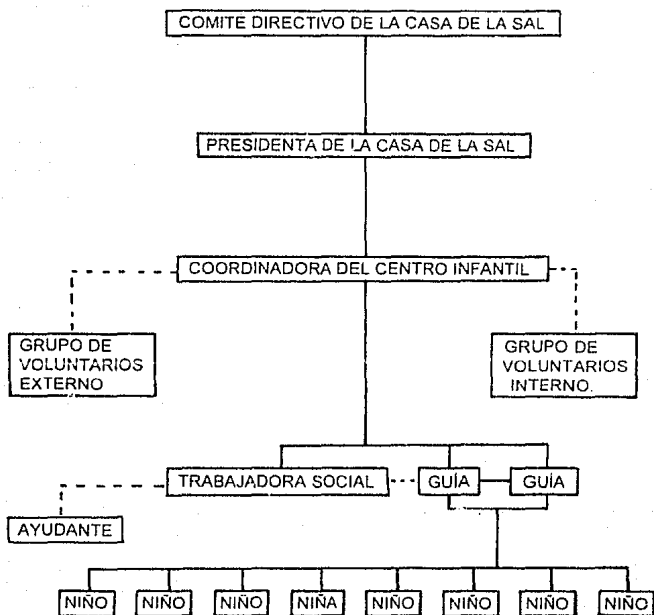 COMITE DIRECTIVO DE LA CASA DE LA SAL
PRESIDENTA DE LA CASA DE LA SAL
COORDINADORA DEL CENTRO INFANTIL
GRUPO DE
VOLUNTARIOS
EXTERNO
GRUPO DE
VOLUNTARIOS
INTERNO.
TRABAJADORA SOCIAL
GUÍA
GUÍA
AYUDANTE
NIÑO
NIÑO
NIÑO
NIÑA
NIÑO
NIÑO
NIÑO
NIÑO